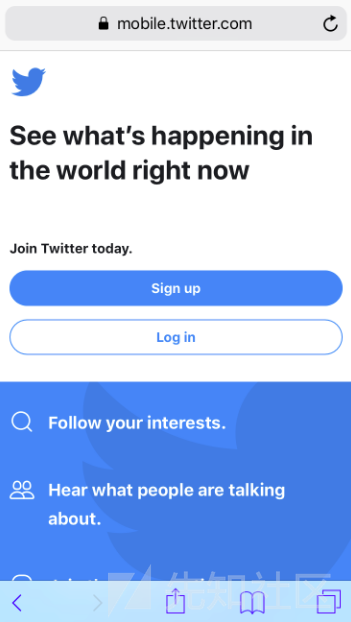 mobile.twitter.com
See what's happening in
the world right now
Join Twitter today.
Sign up
Log in
Follow your interests.
Hear what people are talking
about.
先知社区